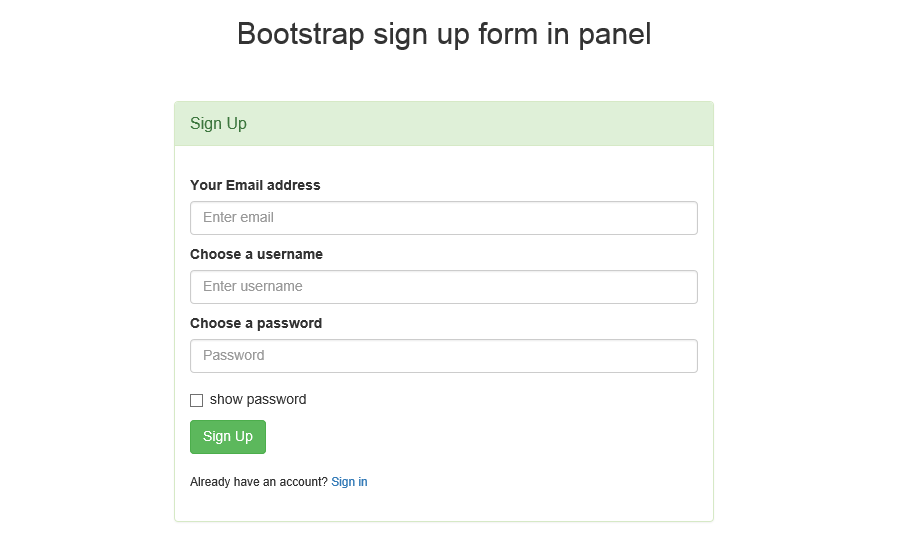 Bootstrap sign up form in panel
Sign Up
Your Email address
Enter email
Choose a username
Enter username
Choose a password
Password
show password
Sign Up
Already have an account? Sign in